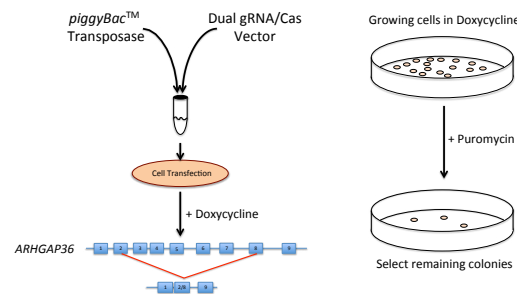 piggyBac™
Transposase
Dual gRNA/Cas
Vector
Cell Transfection
+ Doxycycline
ARHGAP36
1 2 3 4 5 6 7 8 9
1 2/8 9
Growing cells in Doxycycline
+ Puromycin
Select remaining colonies